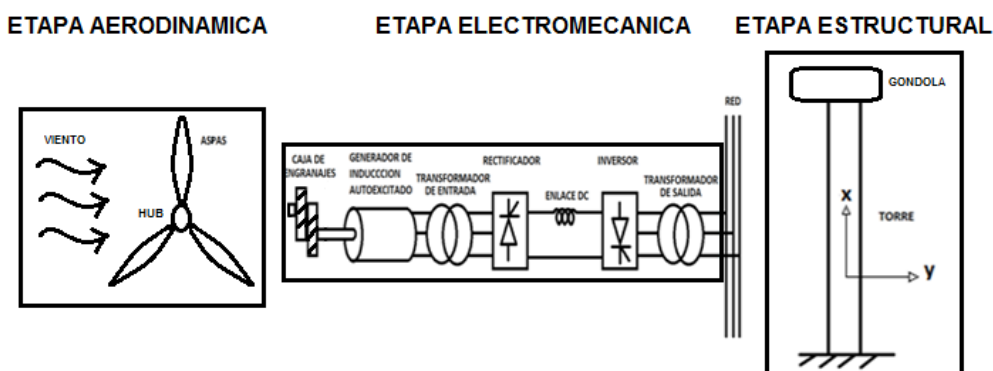 ETAPA AERODINAMICA
VIENTO
ASPAS
HUB
ETAPA ELECTROMECANICA
CAJA DE
ENGRANAJES
GENERADOR DE
INDUCCCION
AUTOEXCITADO
TRANSFORMADOR
DE ENTRADA
RECTIFICADOR
ENLACE DC
INVERSOR
TRANSFORMADOR
DE SALIDA
RED
ETAPA ESTRUCTURAL
GONDOLA
X
TORRE
y